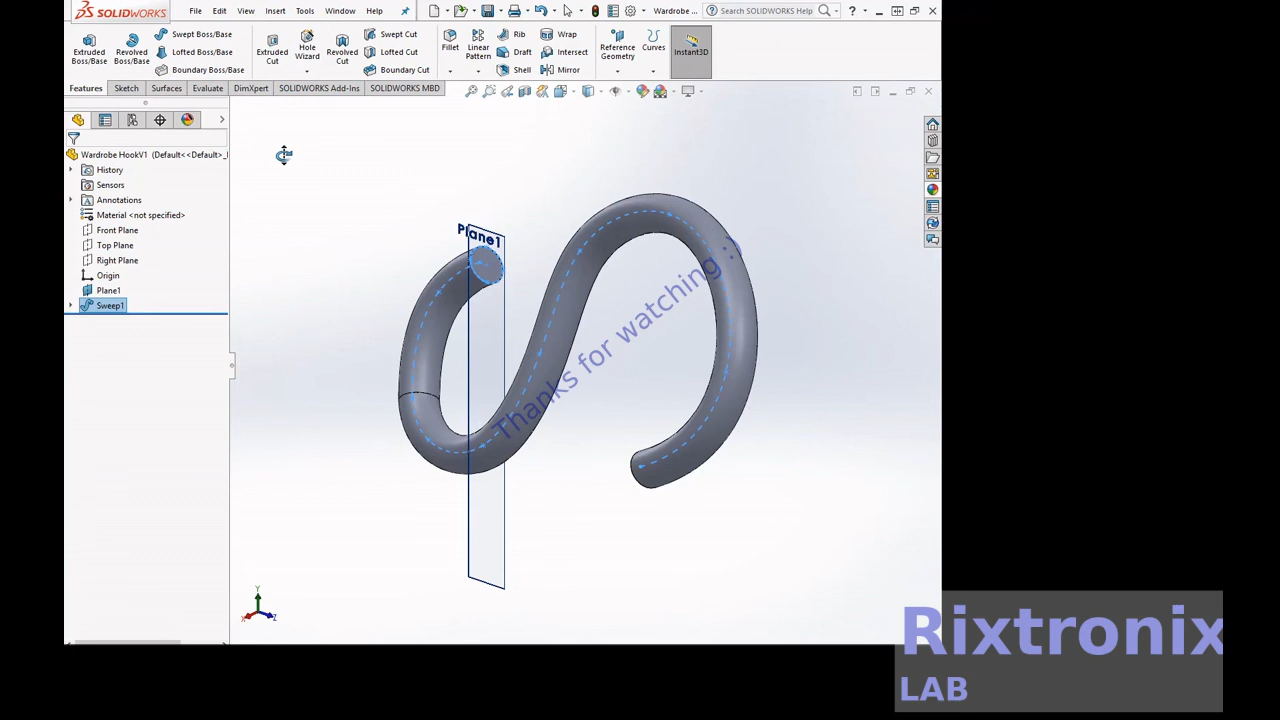 SOLIDWORKS File Edit View Insert Tools Window Help Wardrobe ... Search SOLIDWORKS Help ?
Extruded Boss/Base Revolved Boss/Base Swept Boss/Base Lofted Boss/Base Boundary Boss/Base Extruded Cut Hole Wizard Revolved Cut Swept Cut Lofted Cut Boundary Cut Fillet Linear Pattern Rib Draft Shell Wrap Intersect Mirror Reference Geometry Curves Instant3D
Features Sketch Surfaces Evaluate DimXpert SOLIDWORKS Add-Ins SOLIDWORKS MBD
Wardrobe HookV1 (Default<<Default>_
History
Sensors
Annotations
Material <not specified>
Front Plane
Top Plane
Right Plane
Origin
Plane1
Sweep1
Plane1
Thanks for watching :)
Y
X
Z
Rixtronix
LAB